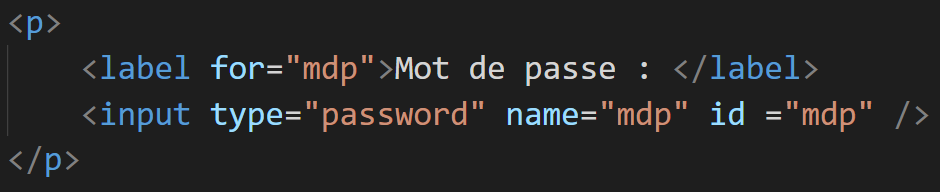 <p>
<label for="mdp">Mot de passe : </label>
<input type="password" name="mdp" id ="mdp" />
</p>